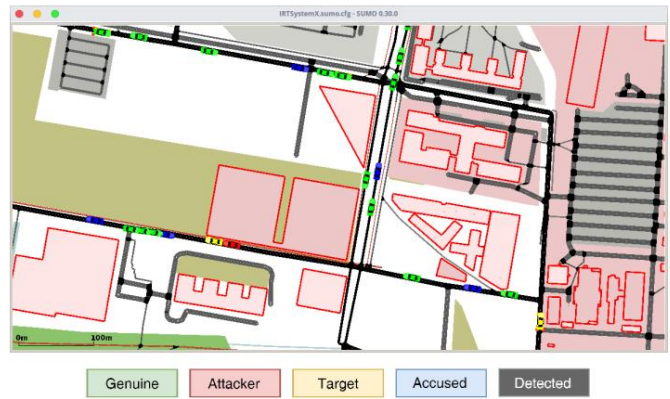 IRTSystemX.sumo.cfg - SUMO 0.30.0
0m 100m
Genuine Attacker Target Accused Detected